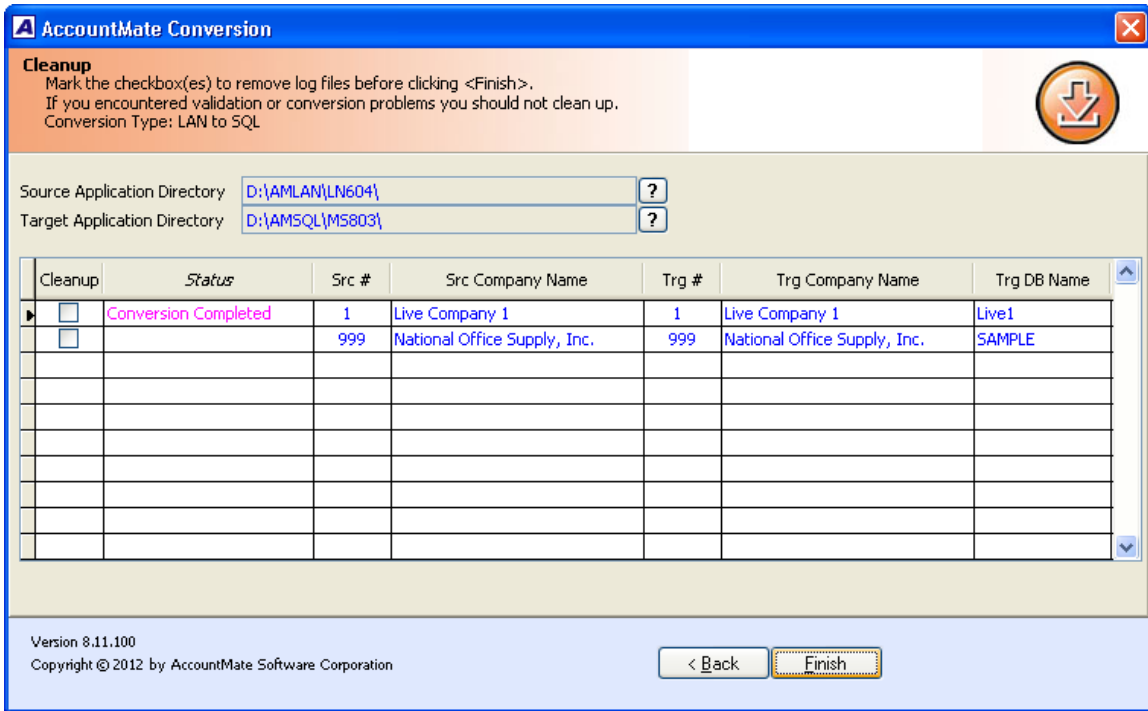 A AccountMate Conversion
Cleanup
Mark the checkbox(es) to remove log files before clicking <Finish>.
If you encountered validation or conversion problems you should not clean up.
Conversion Type: LAN to SQL
Source Application Directory D:\AMLAN\LN604\ ?
Target Application Directory D:\AMSQL\MS803\ ?
Cleanup Status Src # Src Company Name Trg # Trg Company Name Trg DB Name
Conversion Completed 1 Live Company 1 1 Live Company 1 Live1
999 National Office Supply, Inc. 999 National Office Supply, Inc. SAMPLE
Version 8.11.100
Copyright © 2012 by AccountMate Software Corporation
< Back Finish